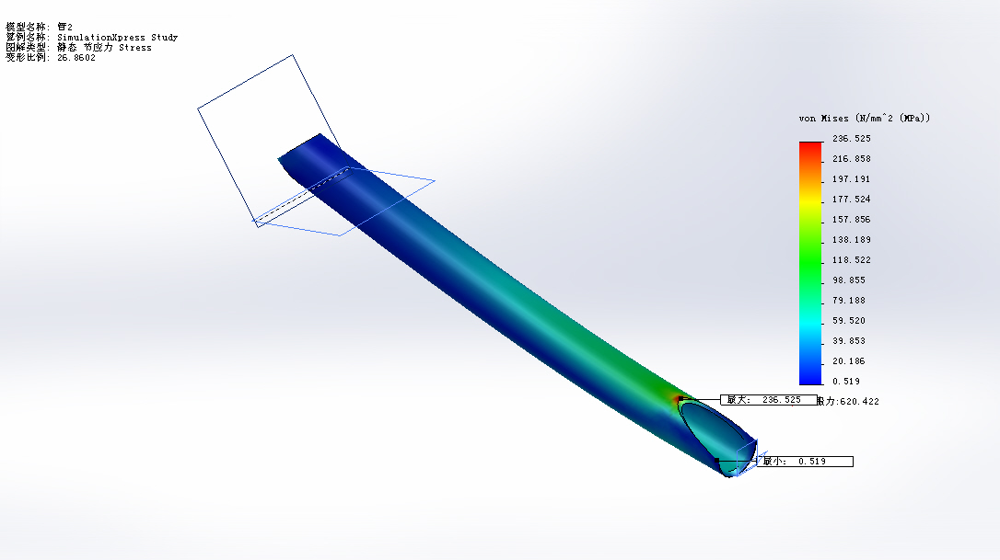 模型名称: 管2
算例名称: SimulationXpress Study
图解类型: 静态 节应力 Stress
变形比例: 26.8602
von Mises (N/mm^2 (MPa))
236.525
216.858
197.191
177.524
157.856
138.189
118.522
98.855
79.188
59.520
39.853
20.186
0.519
最大: 236.525
服力:620.422
最小: 0.519